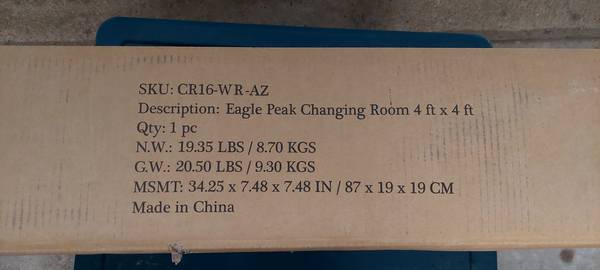 SKU: CR16-WR-AZ
Description: Eagle Peak Changing Room 4 ft x 4 ft
Qty: 1 pc
N.W.: 19.35 LBS / 8.70 KGS
G.W.: 20.50 LBS / 9.30 KGS
MSMT: 34.25 x 7.48 x 7.48 IN / 87 x 19 x 19 CM
Made in China